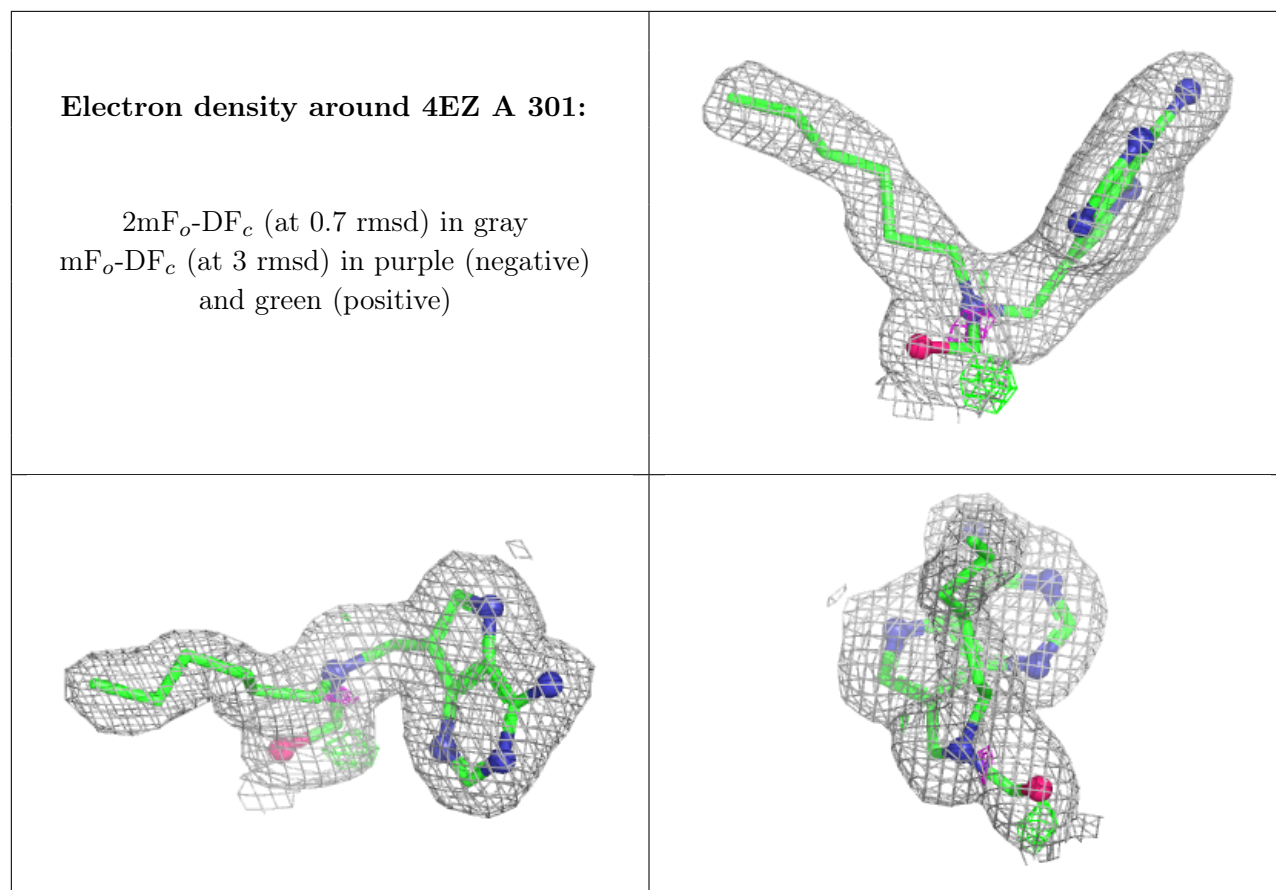 Electron density around 4EZ A 301:
2mFo-DFc (at 0.7 rmsd) in gray
mFo-DFc (at 3 rmsd) in purple (negative)
and green (positive)